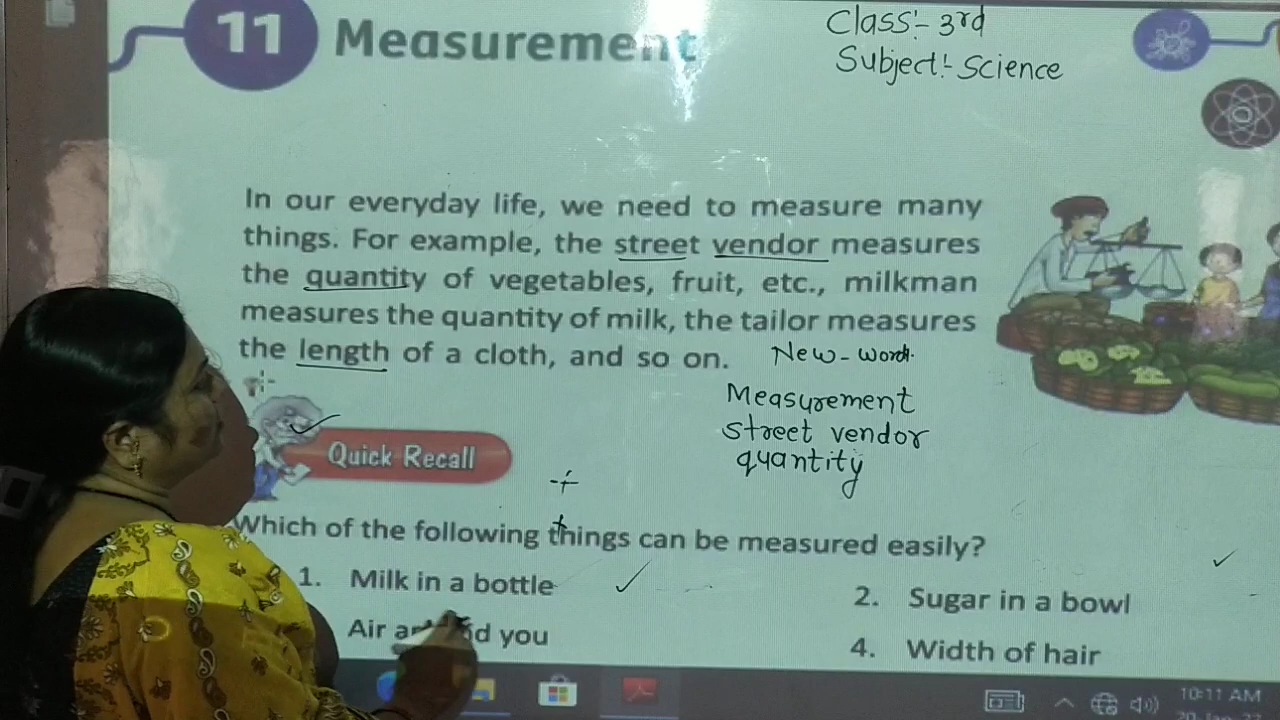 11 Measurement
Class:- 3rd
Subject:- Science
In our everyday life, we need to measure many
things. For example, the street vendor measures
the quantity of vegetables, fruit, etc., milkman
measures the quantity of milk, the tailor measures
the length of a cloth, and so on.
New-word.
Measurement
street vendor
quantity
Quick Recall
Which of the following things can be measured easily?
1. Milk in a bottle
2. Sugar in a bowl
Air around you
4. Width of hair
10:11 AM